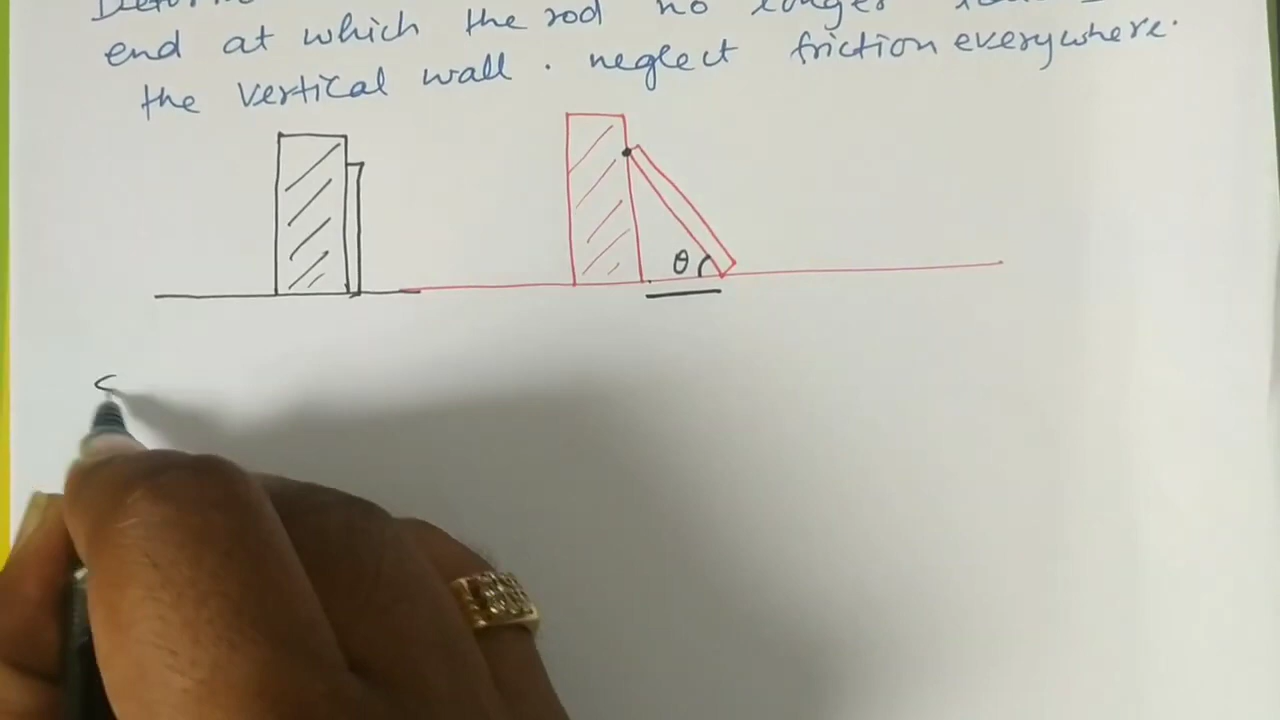 the rod no longer
end at which
the vertical wall. neglect friction everywhere.
θ